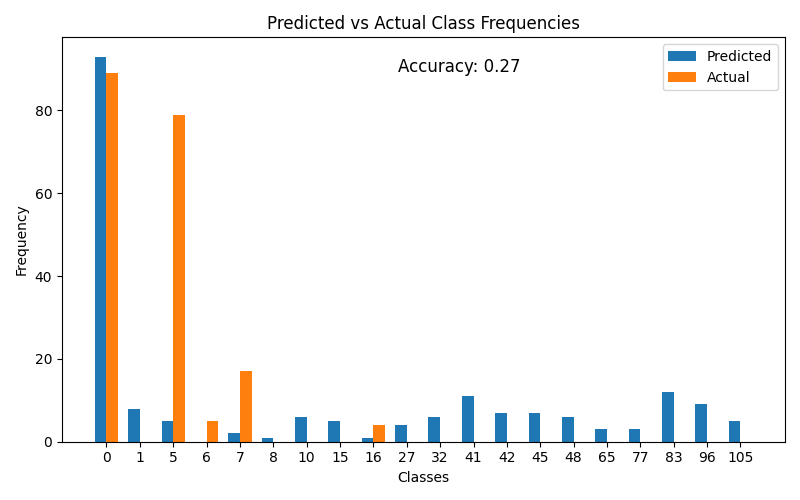 Predicted vs Actual Class Frequencies
Accuracy: 0.27
Predicted
Actual
Frequency
80
60
40
20
0
0 1 5 6 7 8 10 15 16 27 32 41 42 45 48 65 77 83 96 105
Classes